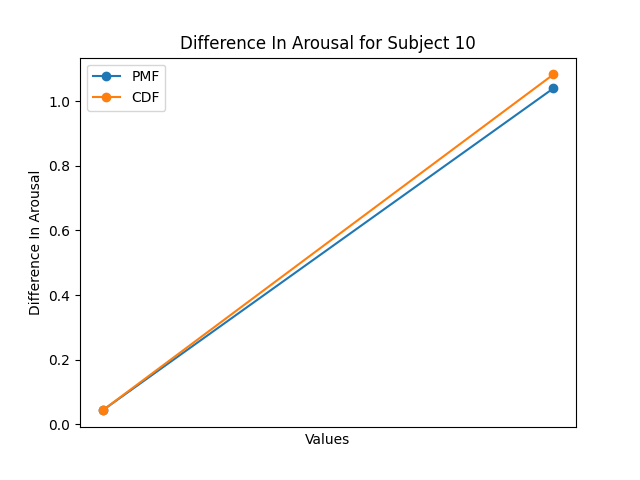 Difference In Arousal for Subject 10
PMF
CDF
1.0
0.8
0.6
0.4
0.2
0.0
Difference In Arousal
Values